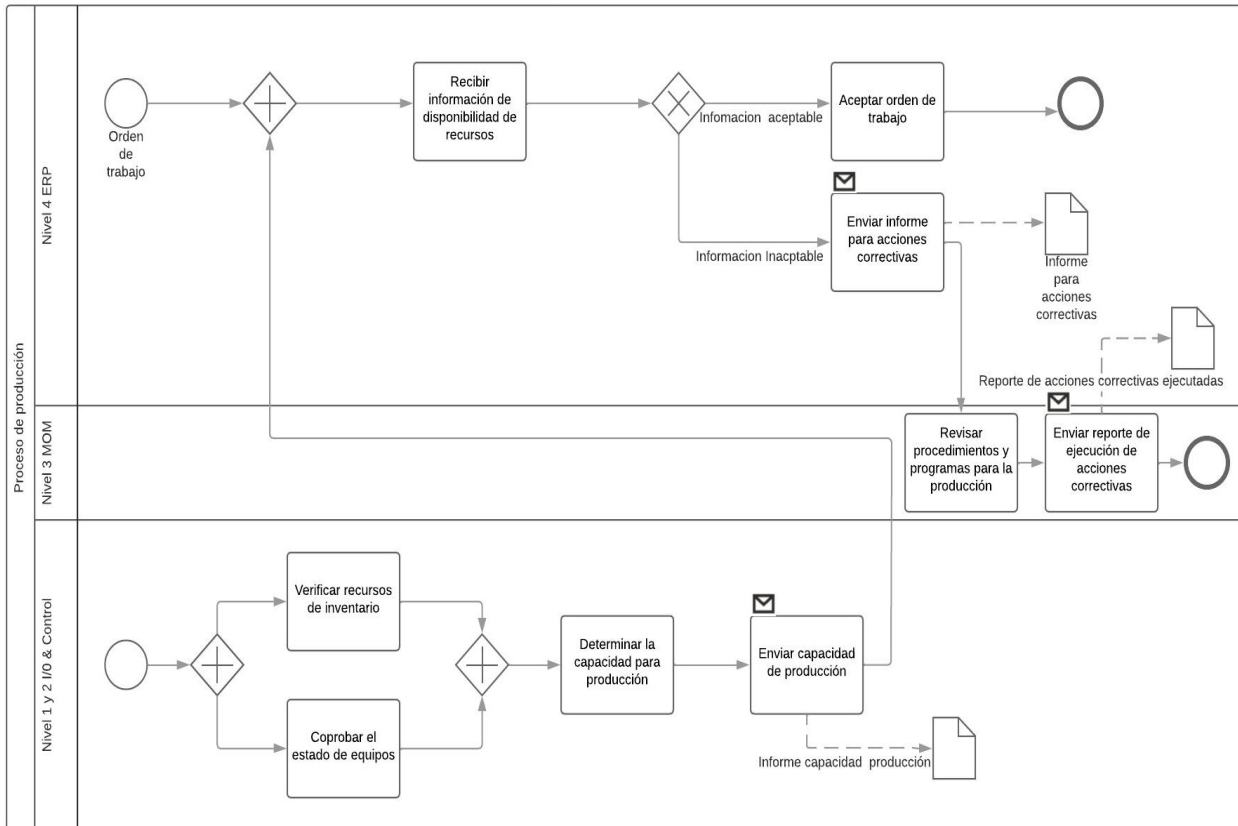 Proceso de producción
Nivel 4 ERP
Orden
de
trabajo
Recibir
información de
disponibilidad de
recursos
Infomacion aceptable
Aceptar orden de
trabajo
Informacion Inacptable
Enviar informe
para acciones
correctivas
Informe
para
acciones
correctivas
Reporte de acciones correctivas ejecutadas
Nivel 3 MOM
Revisar
procedimientos y
programas para la
producción
Enviar reporte de
ejecución de
acciones
correctivas
Nivel 1 y 2 I/0 & Control
Verificar recursos
de inventario
Coprobar el
estado de equipos
Determinar la
capacidad para
producción
Enviar capacidad
de producción
Informe capacidad producción